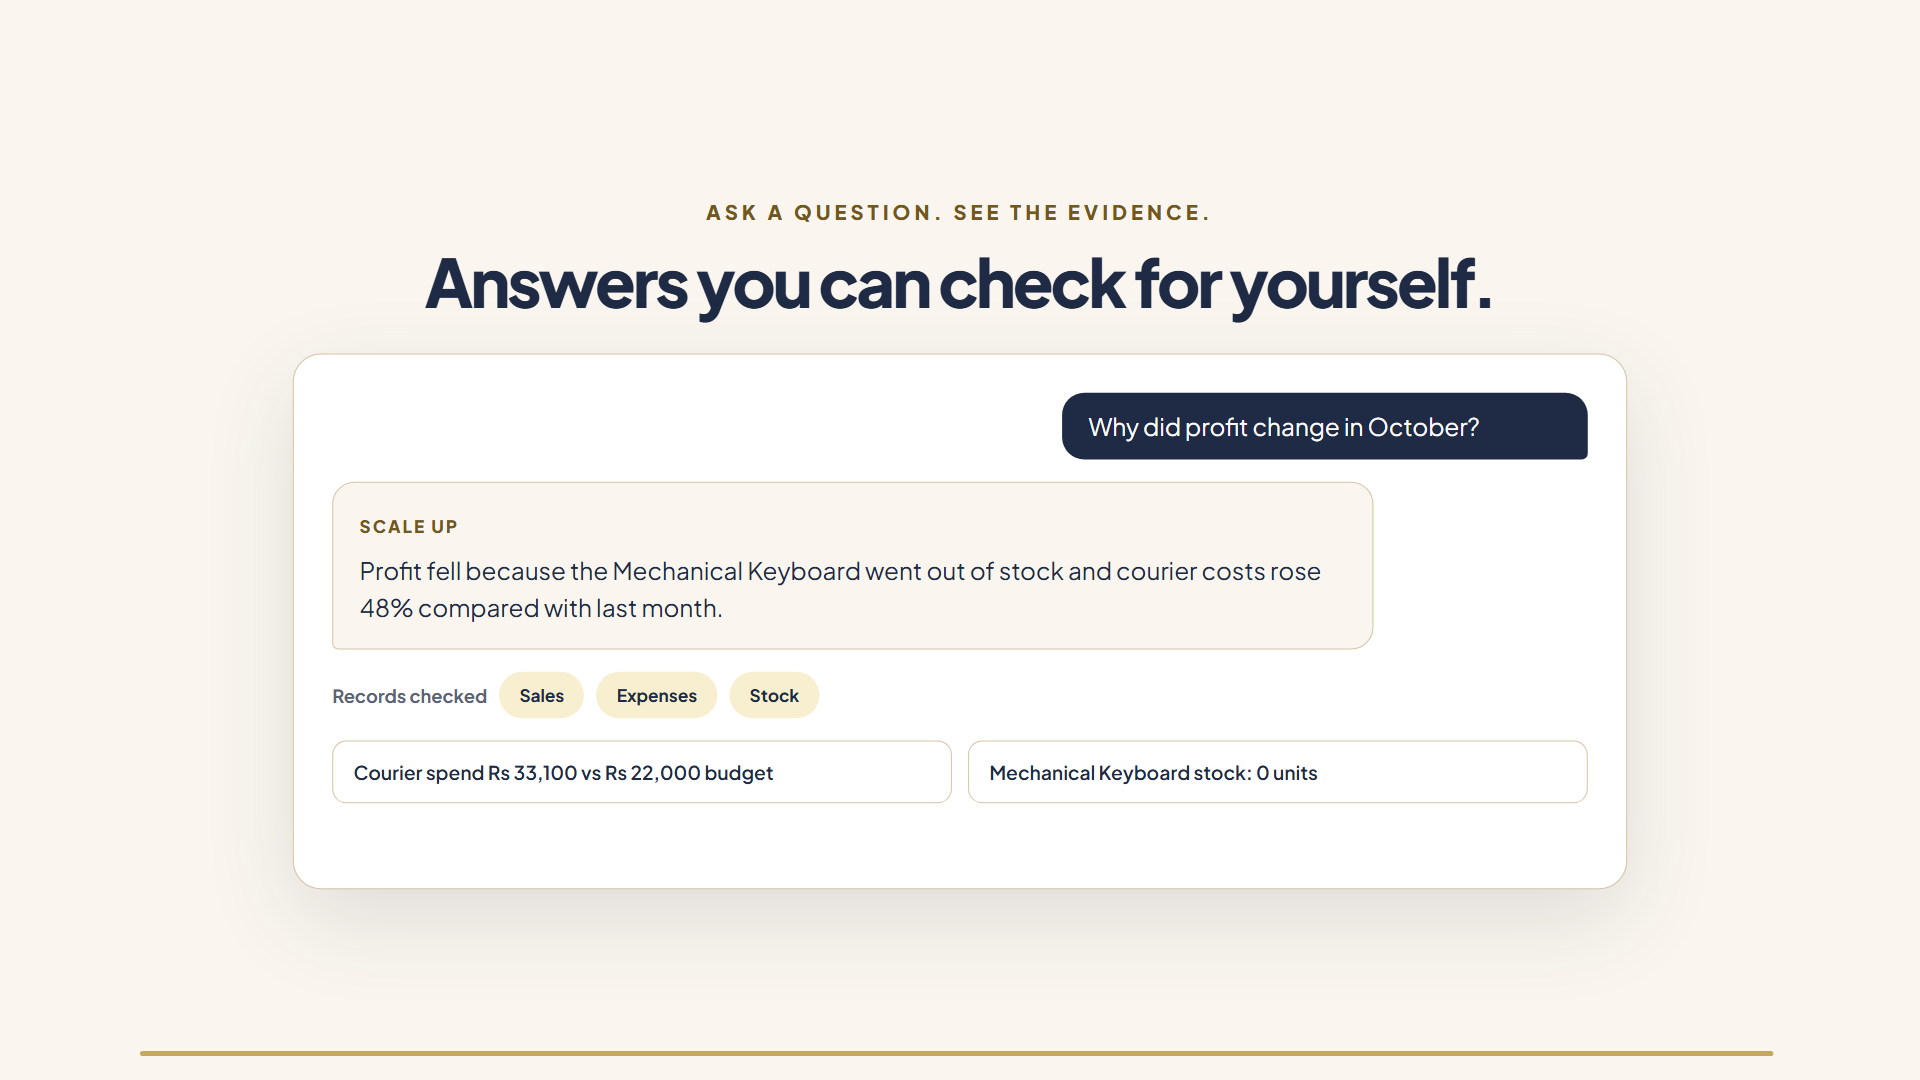 ASK A QUESTION. SEE THE EVIDENCE.
Answers you can check for yourself.
Why did profit change in October?
SCALE UP
Profit fell because the Mechanical Keyboard went out of stock and courier costs rose
48% compared with last month.
Records checked Sales Expenses Stock
Courier spend Rs 33,100 vs Rs 22,000 budget
Mechanical Keyboard stock: 0 units